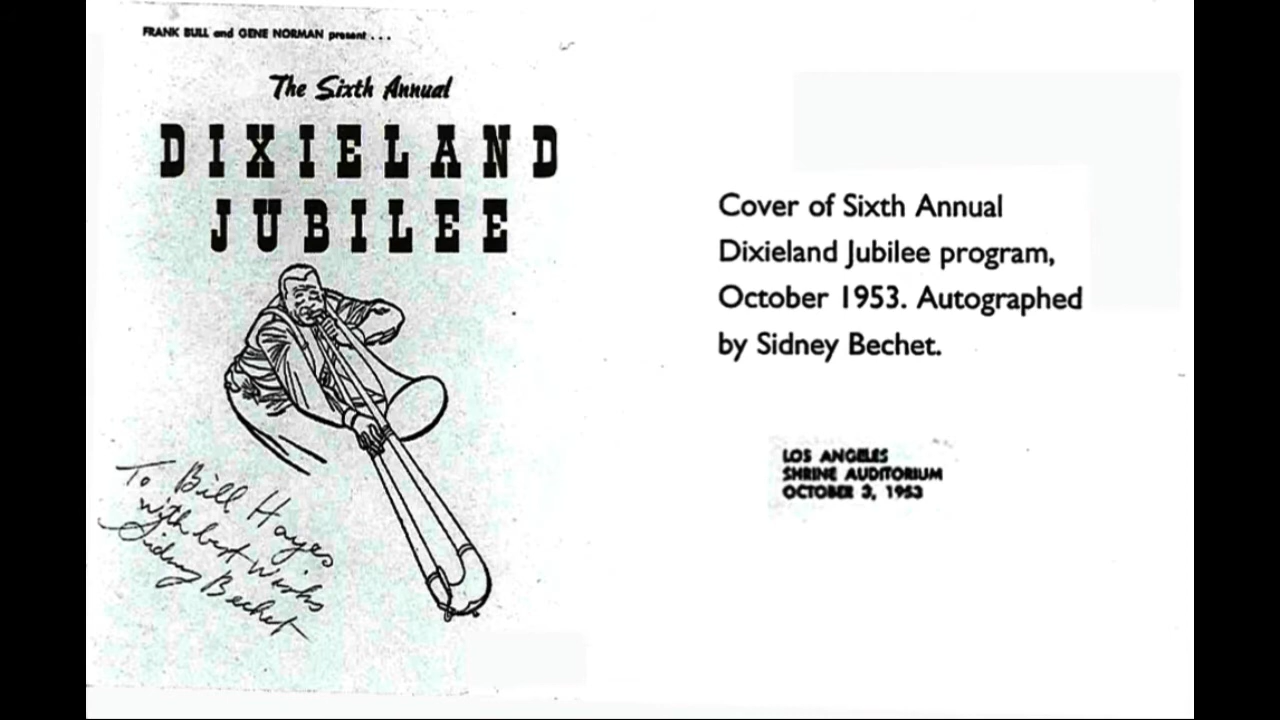 FRANK BULL and GENE NORMAN present . . .
The Sixth Annual
DIXIELAND
JUBILEE
To Bill Hayes
with best Wishs
Sidney Bechet
Cover of Sixth Annual
Dixieland Jubilee program,
October 1953. Autographed
by Sidney Bechet.
LOS ANGELES
SHRINE AUDITORIUM
OCTOBER 3, 1953